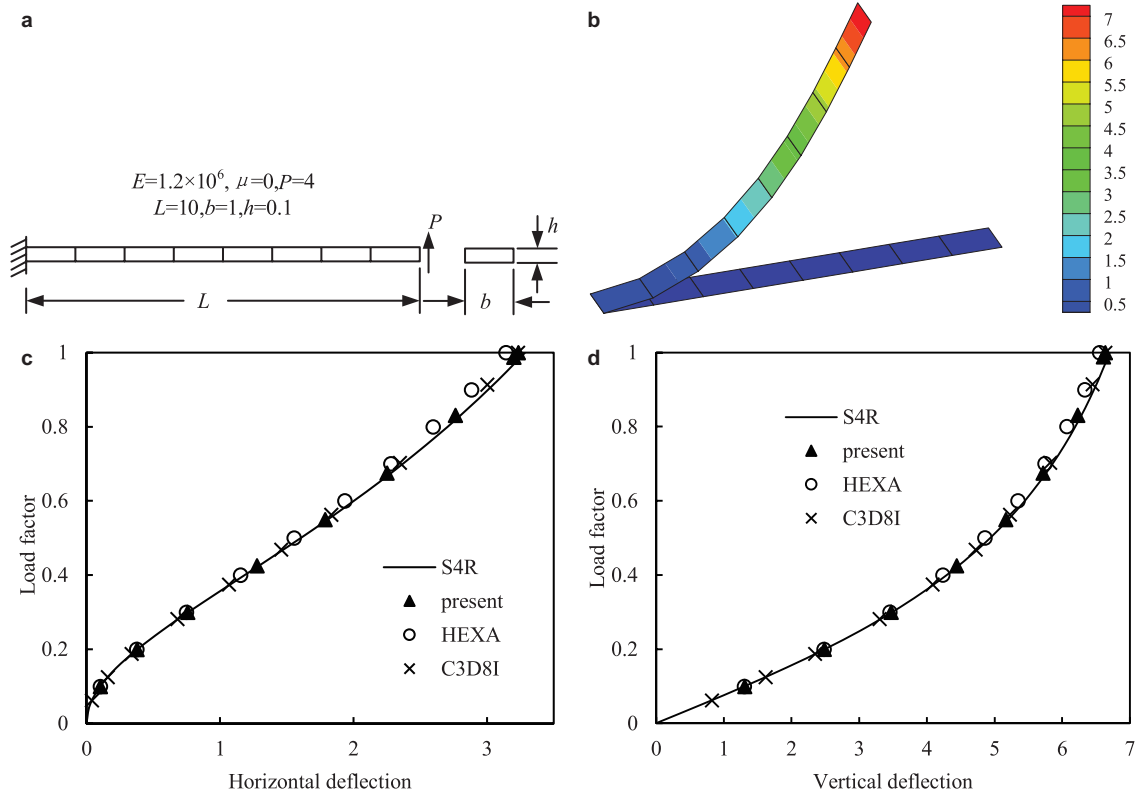 a
E=1.2×10⁶, μ=0,P=4
L=10,b=1,h=0.1
P
h
L
b
b
7
6.5
6
5.5
5
4.5
4
3.5
3
2.5
2
1.5
1
0.5
c
Load factor
1
0.8
0.6
0.4
0.2
0
0
1
2
3
Horizontal deflection
S4R
present
HEXA
C3D8I
d
Load factor
1
0.8
0.6
0.4
0.2
0
0
1
2
3
4
5
6
7
Vertical deflection
S4R
present
HEXA
C3D8I